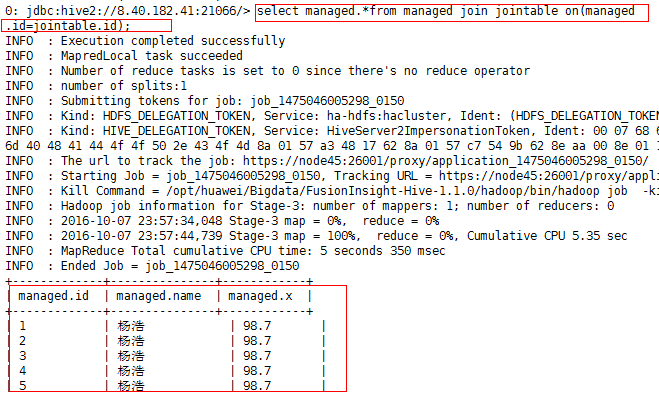 0: jdbc:hive2://8.40.182.41:21066/> select managed.*from managed join jointable on(managed
.id=jointable.id);
INFO  : Execution completed successfully
INFO  : MapredLocal task succeeded
INFO  : Number of reduce tasks is set to 0 since there's no reduce operator
INFO  : number of splits:1
INFO  : Submitting tokens for job: job_1475046005298_0150
INFO  : Kind: HDFS_DELEGATION_TOKEN, Service: ha-hdfs:hacluster, Ident: (HDFS_DELEGATION_TOKEN
INFO  : Kind: HIVE_DELEGATION_TOKEN, Service: HiveServer2ImpersonationToken, Ident: 00 07 68 6
6d 40 48 41 44 4f 4f 50 2e 43 4f 4d 8a 01 57 a3 48 17 62 8a 01 57 c7 54 9b 62 8e aa 00 8e 01 1
INFO  : The url to track the job: https://node45:26001/proxy/application_1475046005298_0150/
INFO  : Starting Job = job_1475046005298_0150, Tracking URL = https://node45:26001/proxy/appli
INFO  : Kill Command = /opt/huawei/Bigdata/FusionInsight-Hive-1.1.0/hadoop/bin/hadoop job  -ki
INFO  : Hadoop job information for Stage-3: number of mappers: 1; number of reducers: 0
INFO  : 2016-10-07 23:57:34,048 Stage-3 map = 0%,  reduce = 0%
INFO  : 2016-10-07 23:57:44,739 Stage-3 map = 100%,  reduce = 0%, Cumulative CPU 5.35 sec
INFO  : MapReduce Total cumulative CPU time: 5 seconds 350 msec
INFO  : Ended Job = job_1475046005298_0150
+-------------+---------------+------------+
| managed.id | managed.name | managed.x |
+-------------+---------------+------------+
| 1 | 杨浩 | 98.7 |
| 2 | 杨浩 | 98.7 |
| 3 | 杨浩 | 98.7 |
| 4 | 杨浩 | 98.7 |
| 5 | 杨浩 | 98.7 |